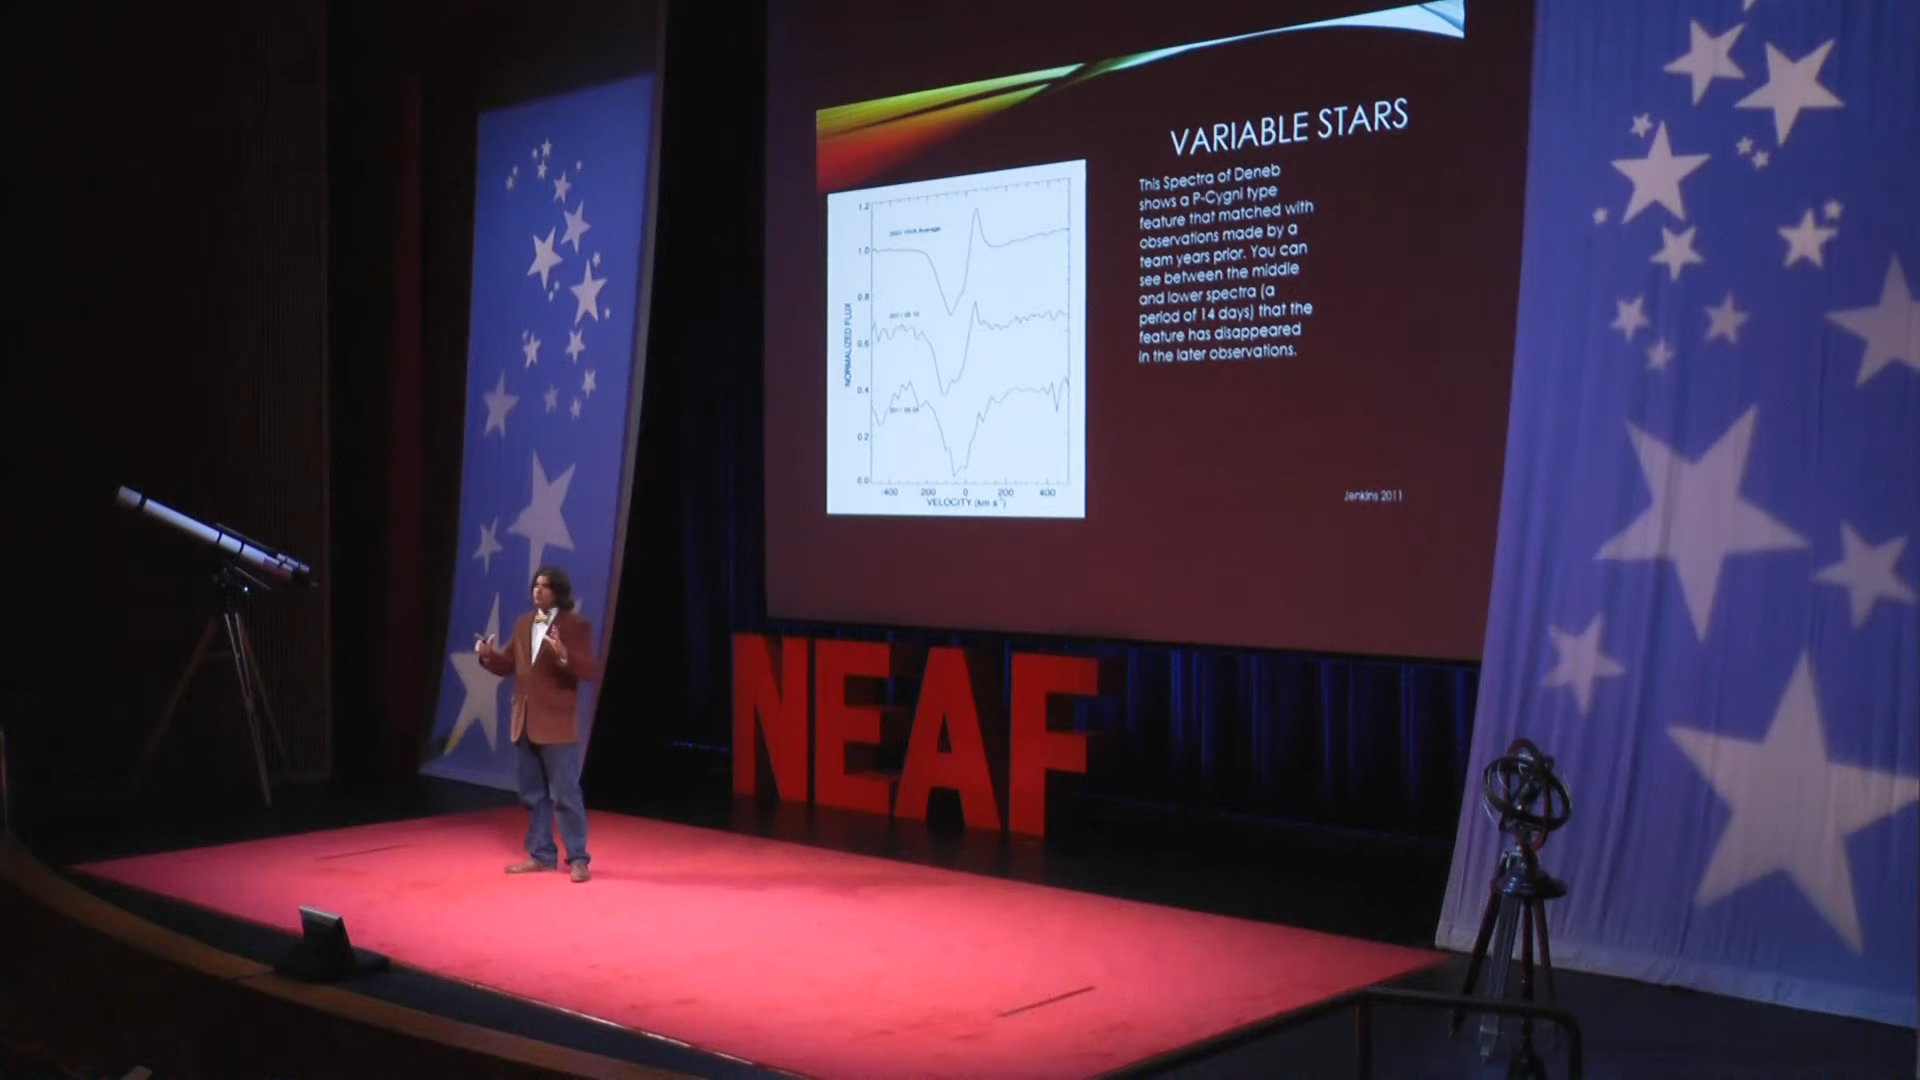 VARIABLE STARS
This Spectra of Deneb
shows a P-Cygni type
feature that matched with
observations made by a
team years prior. You can
see between the middle
and lower spectra (a
period of 14 days) that the
feature has disappeared
in the later observations.
Jenkins 2011
1.2
1.0
0.8
0.6
0.4
0.2
0.0
NORMALIZED FLUX
Average
-400 200 0 200 400
VELOCITY (km s
NEAF